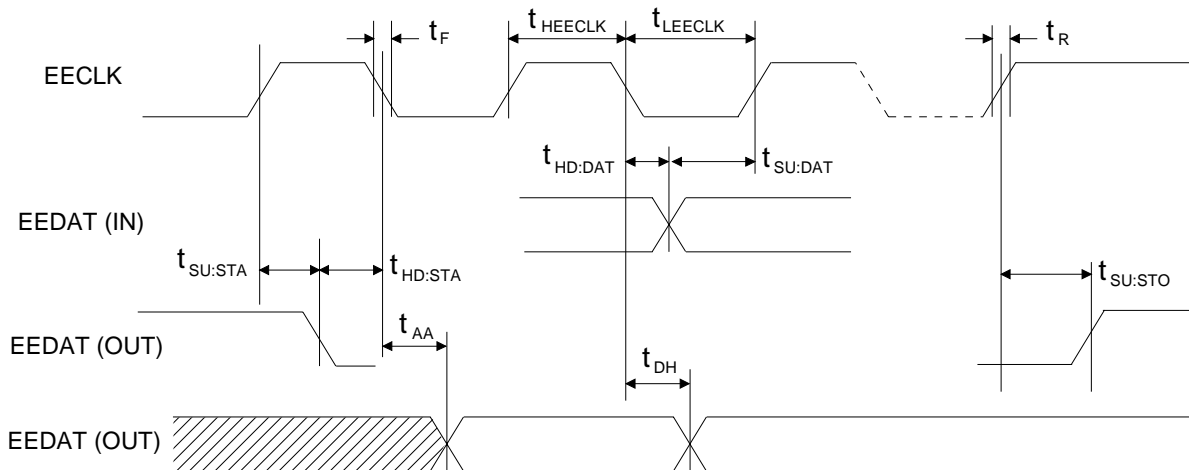 t_F t_HEECLK t_LEECLK t_R
EECLK
t_HD:DAT t_SU:DAT
EEDAT (IN)
t_SU:STA t_HD:STA t_SU:STO
t_AA
EEDAT (OUT)
t_DH
EEDAT (OUT)